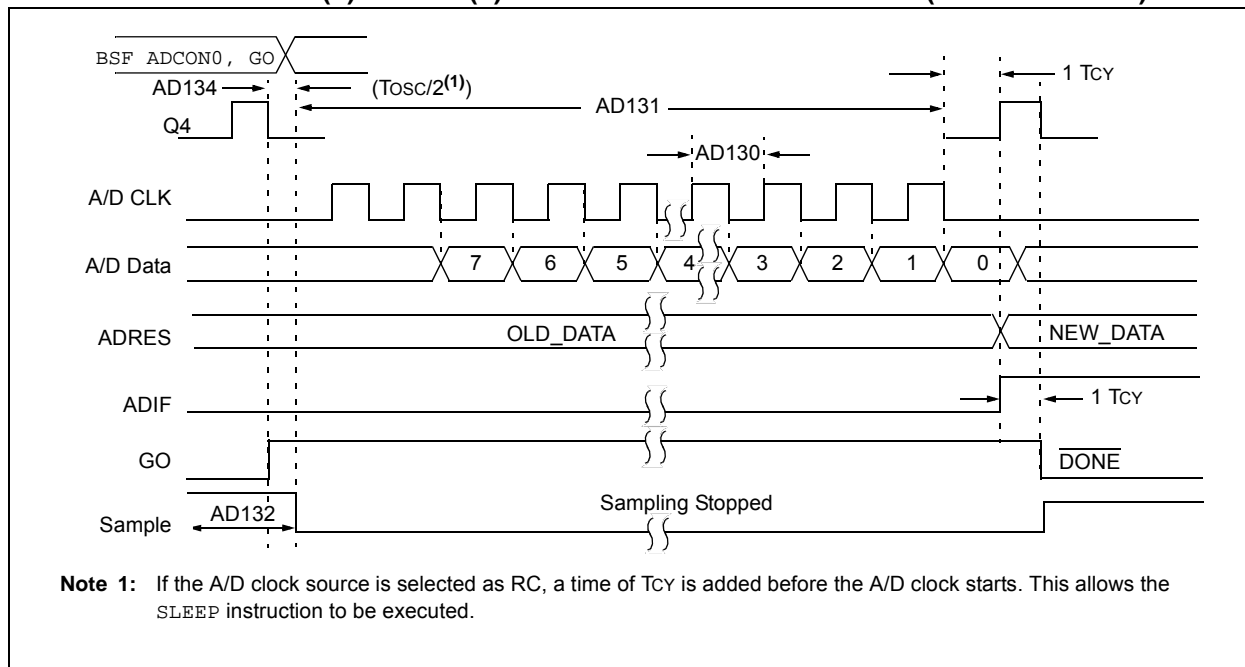 BSF ADCON0, GO
AD134
(TOSC/2(1))
AD131
1 TCY
Q4
AD130
A/D CLK
A/D Data
7 6 5 4 3 2 1 0
ADRES
OLD_DATA
NEW_DATA
ADIF
1 TCY
GO
DONE
Sample
AD132
Sampling Stopped
Note 1: If the A/D clock source is selected as RC, a time of TCY is added before the A/D clock starts. This allows the
SLEEP instruction to be executed.